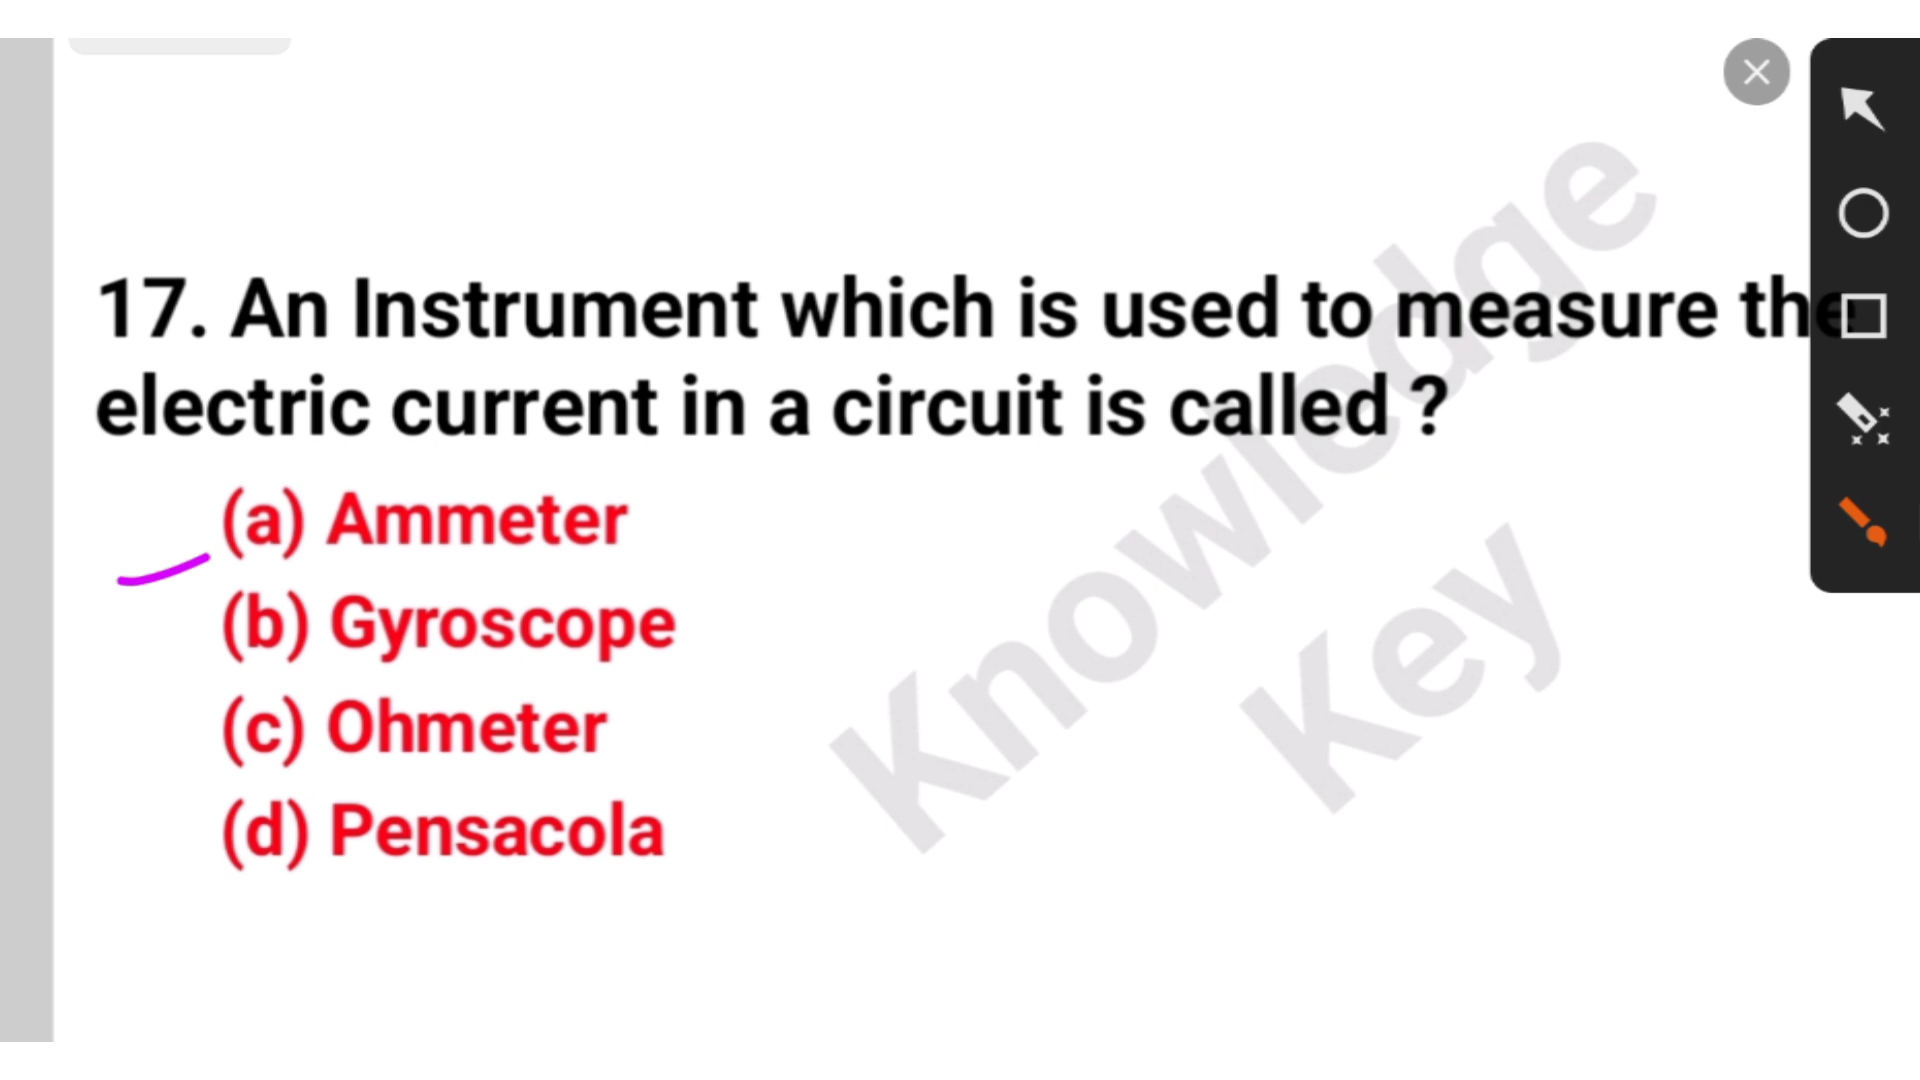 17. An Instrument which is used to measure the
electric current in a circuit is called ?
(a) Ammeter
(b) Gyroscope
(c) Ohmeter
(d) Pensacola
Knowledge
Key